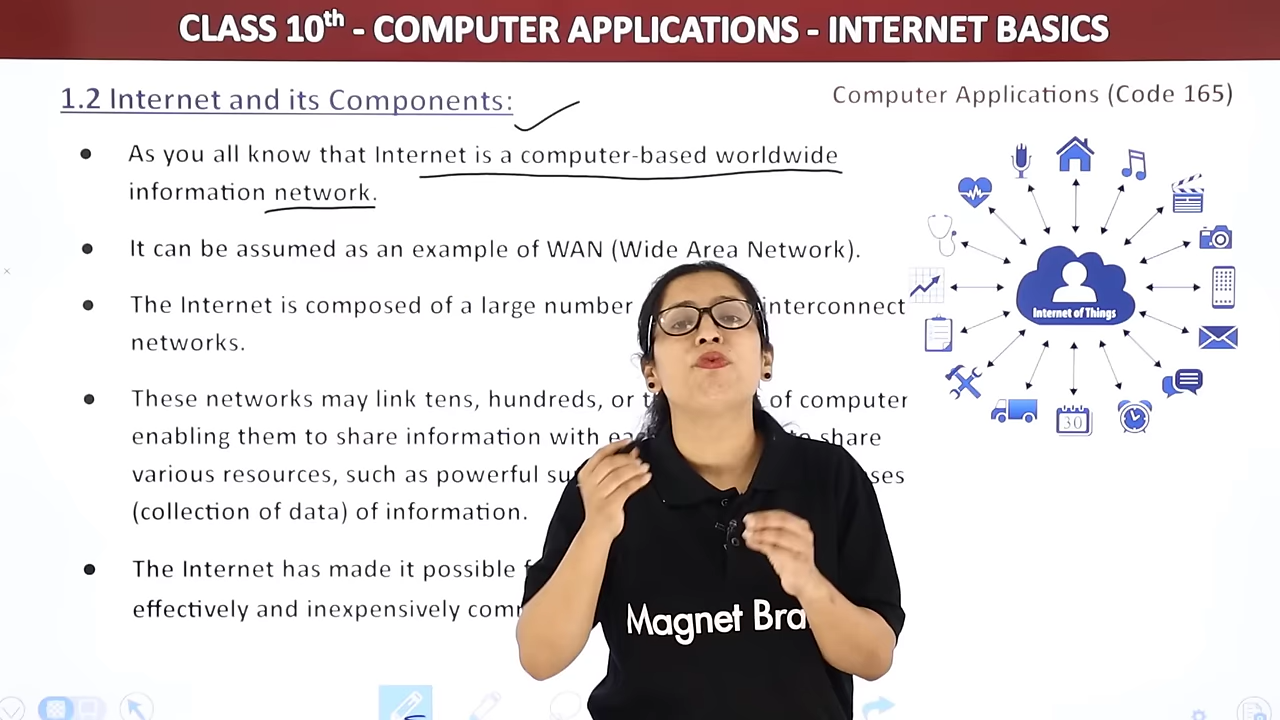 CLASS 10th - COMPUTER APPLICATIONS - INTERNET BASICS
1.2 Internet and its Components:
Computer Applications (Code 165)
As you all know that Internet is a computer-based worldwide
information network.
It can be assumed as an example of WAN (Wide Area Network).
The Internet is composed of a large number interconnect
networks.
These networks may link tens, hundreds, or of computer
enabling them to share information with share
various resources, such as powerful
(collection of data) of information.
The Internet has made it possible
effectively and inexpensively
Internet of Things
30
Magnet